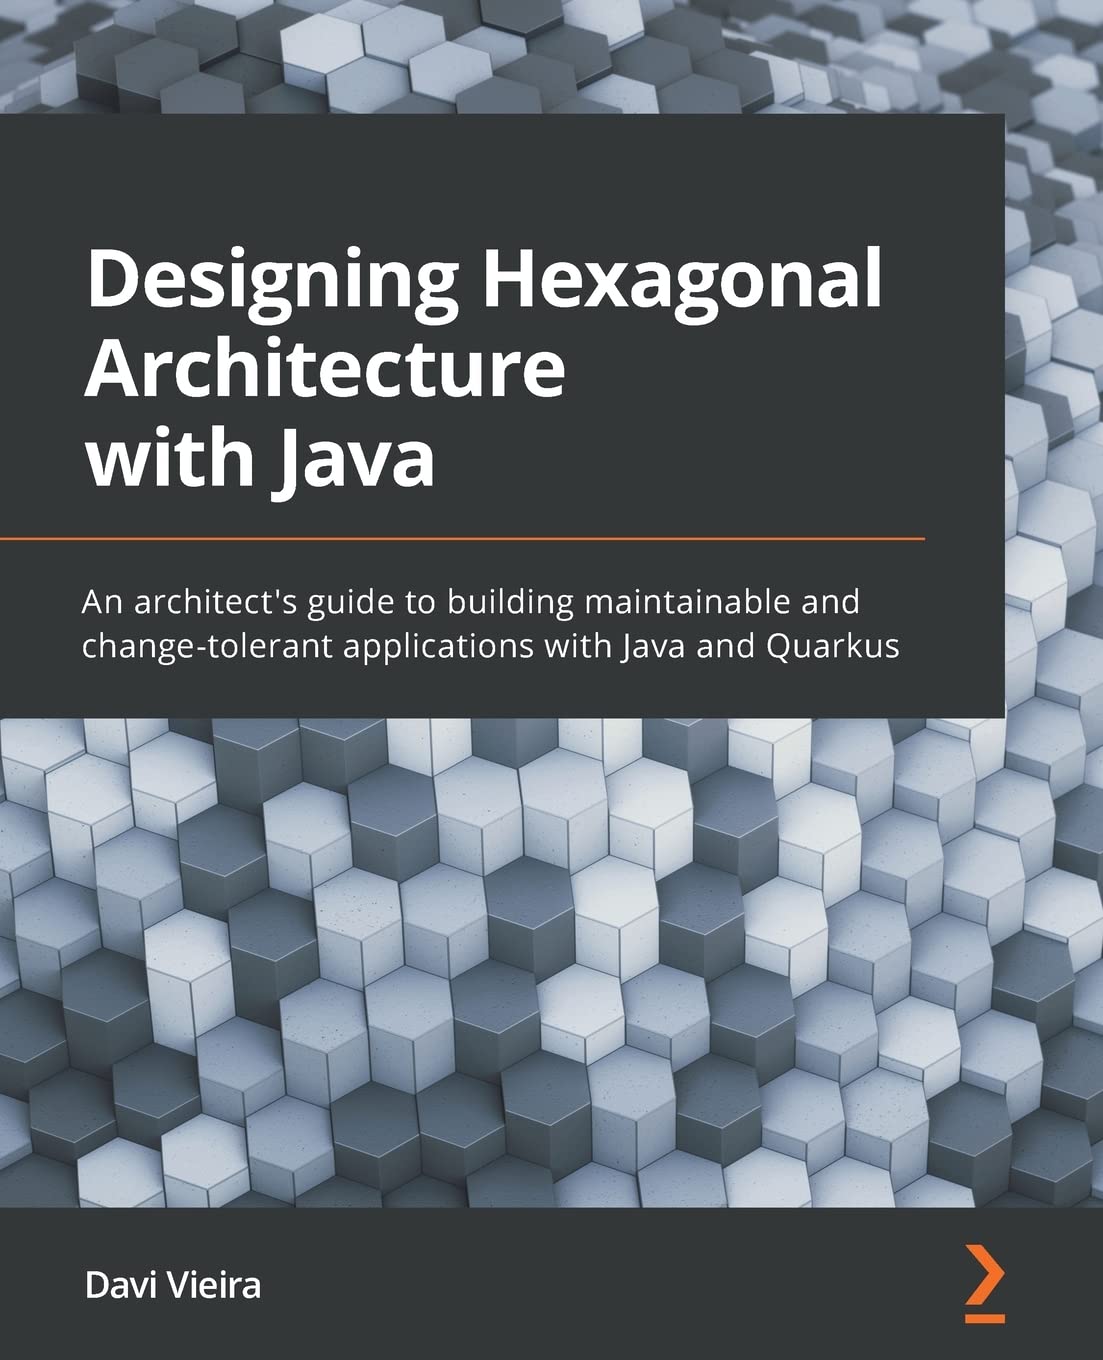 Designing Hexagonal
Architecture
with Java
An architect's guide to building maintainable and
change-tolerant applications with Java and Quarkus
Davi Vieira